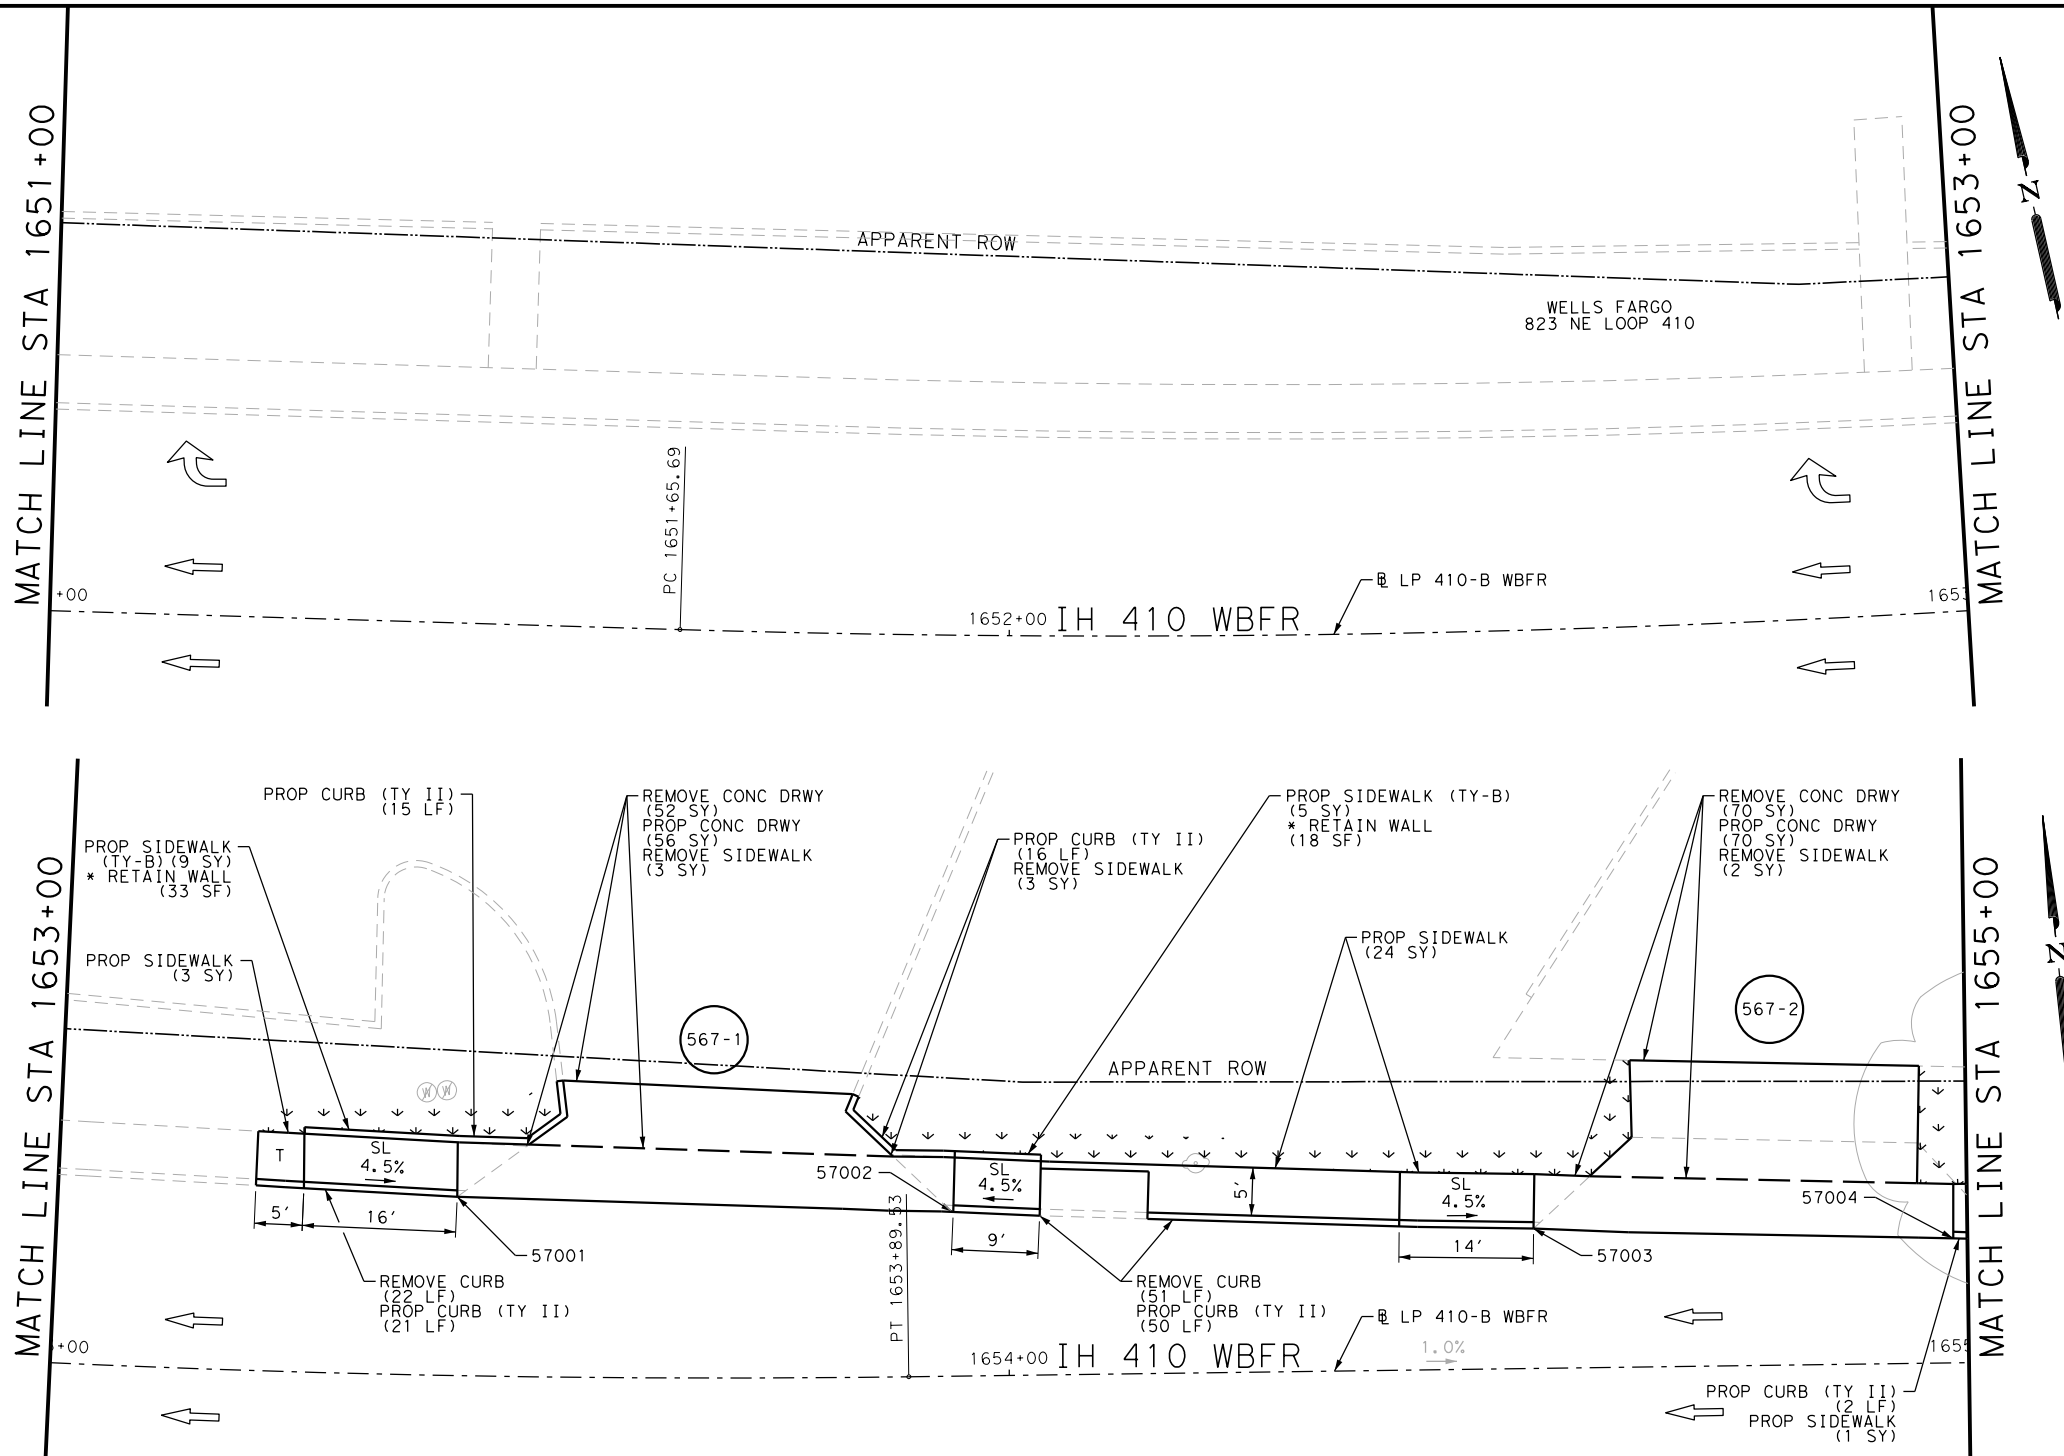 MATCH LINE STA 1651+00
MATCH LINE STA 1653+00
N
APPARENT ROW
WELLS FARGO
823 NE LOOP 410
PC 1651+65.69
+00
1652+00
IH 410 WBFR
BL LP 410-B WBFR
1653
MATCH LINE STA 1653+00
MATCH LINE STA 1655+00
N
PROP CURB (TY II)
(15 LF)
PROP SIDEWALK
(TY-B) (9 SY)
* RETAIN WALL
(33 SF)
PROP SIDEWALK
(3 SY)
REMOVE CONC DRWY
(52 SY)
PROP CONC DRWY
(56 SY)
REMOVE SIDEWALK
(3 SY)
PROP CURB (TY II)
(16 LF)
REMOVE SIDEWALK
(3 SY)
PROP SIDEWALK (TY-B)
(5 SY)
* RETAIN WALL
(18 SF)
PROP SIDEWALK
(24 SY)
REMOVE CONC DRWY
(70 SY)
PROP CONC DRWY
(70 SY)
REMOVE SIDEWALK
(2 SY)
567-1
567-2
APPARENT ROW
W W
T
SL
4.5%
57002
SL
4.5%
5'
SL
4.5%
57004
5'
16'
57001
9'
14'
57003
REMOVE CURB
(22 LF)
PROP CURB (TY II)
(21 LF)
PT 1653+89.53
REMOVE CURB
(51 LF)
PROP CURB (TY II)
(50 LF)
BL LP 410-B WBFR
+00
1654+00
IH 410 WBFR
1.0%
1655
PROP CURB (TY II)
(2 LF)
PROP SIDEWALK
(1 SY)